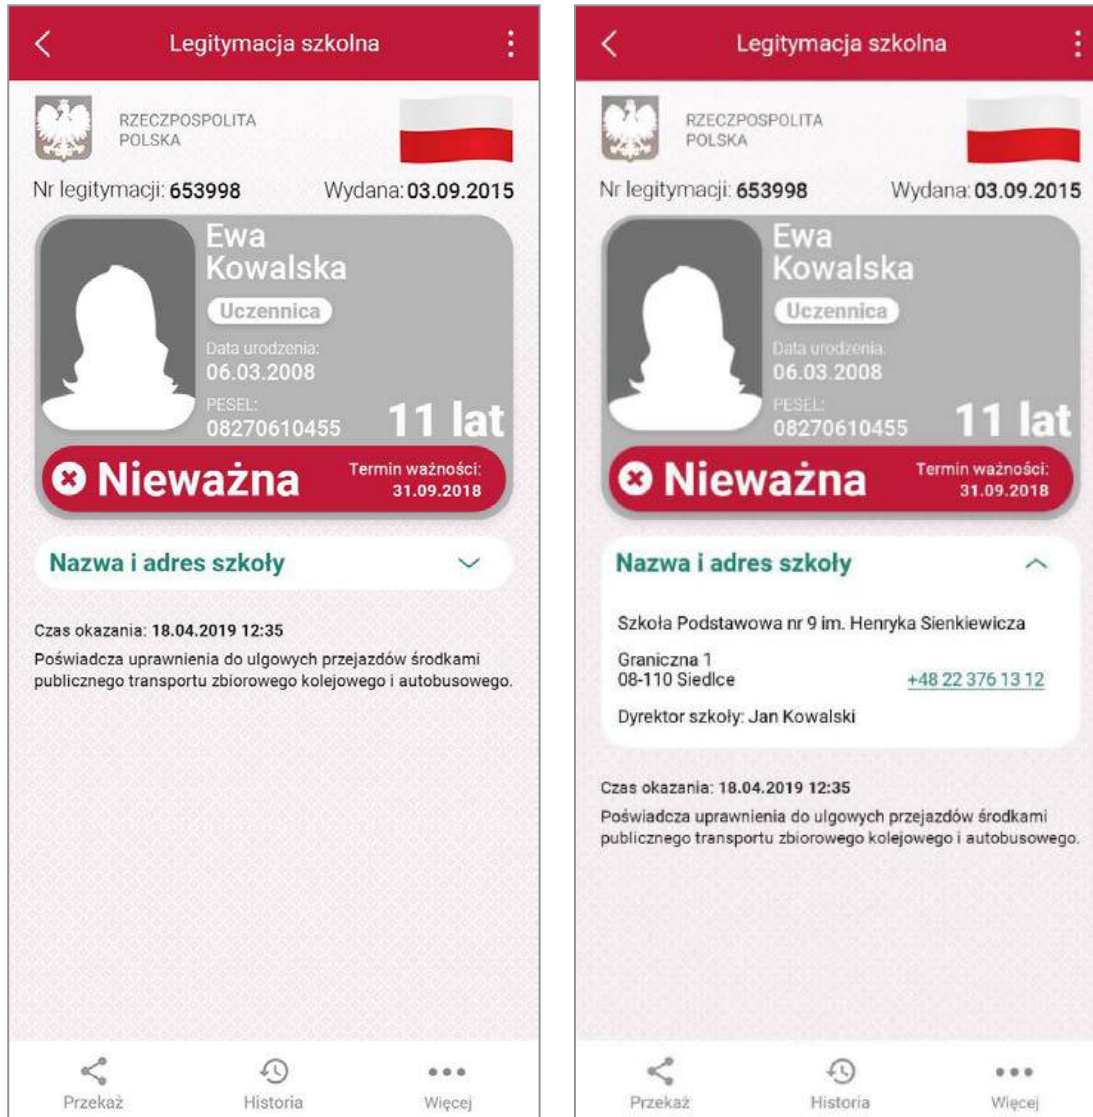 Legitymacja szkolna
RZECZPOSPOLITA
POLSKA
Nr legitymacji: 653998 Wydana: 03.09.2015
Ewa
Kowalska
Uczennica
Data urodzenia:
06.03.2008
PESEL:
08270610455
11 lat
Nieważna
Termin ważności:
31.09.2018
Nazwa i adres szkoły
Czas okazania: 18.04.2019 12:35
Poświadcza uprawnienia do ulgowych przejazdów środkami
publicznego transportu zbiorowego kolejowego i autobusowego.
Przekaż Historia Więcej
Legitymacja szkolna
RZECZPOSPOLITA
POLSKA
Nr legitymacji: 653998 Wydana: 03.09.2015
Ewa
Kowalska
Uczennica
Data urodzenia:
06.03.2008
PESEL:
08270610455
11 lat
Nieważna
Termin ważności:
31.09.2018
Nazwa i adres szkoły
Szkoła Podstawowa nr 9 im. Henryka Sienkiewicza
Graniczna 1
08-110 Siedlce +48 22 376 13 12
Dyrektor szkoły: Jan Kowalski
Czas okazania: 18.04.2019 12:35
Poświadcza uprawnienia do ulgowych przejazdów środkami
publicznego transportu zbiorowego kolejowego i autobusowego.
Przekaż Historia Więcej